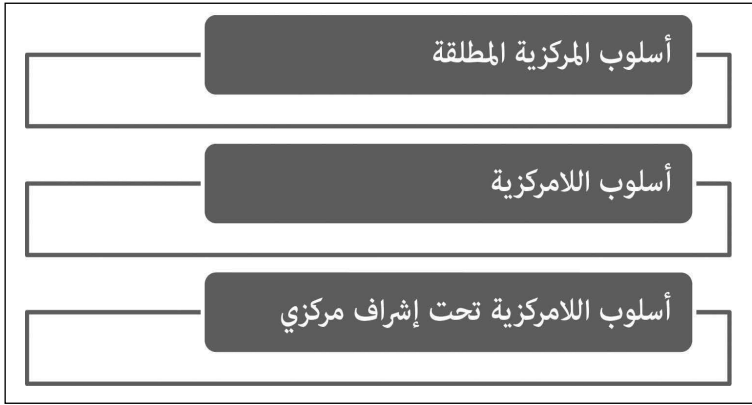 أسلوب المركزية المطلقة
أسلوب اللامركزية
أسلوب اللامركزية تحت إشراف مركزي